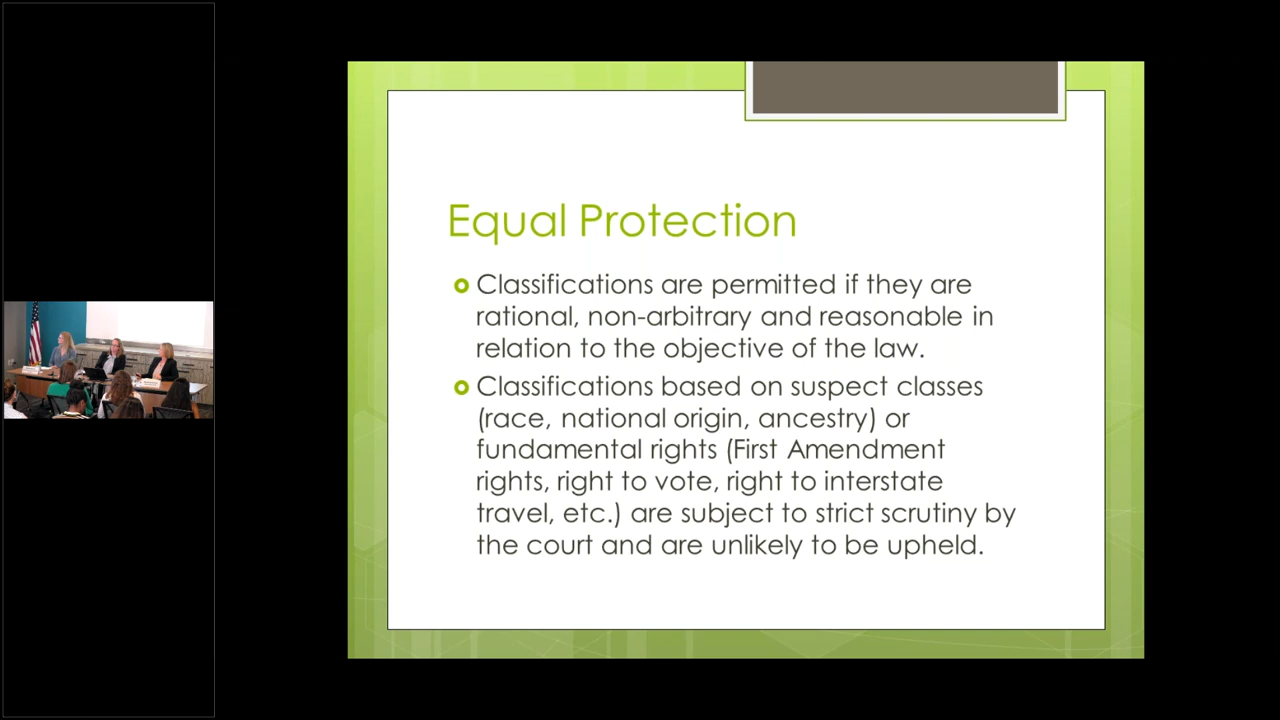 Equal Protection
Classifications are permitted if they are
rational, non-arbitrary and reasonable in
relation to the objective of the law.
Classifications based on suspect classes
(race, national origin, ancestry) or
fundamental rights (First Amendment
rights, right to vote, right to interstate
travel, etc.) are subject to strict scrutiny by
the court and are unlikely to be upheld.